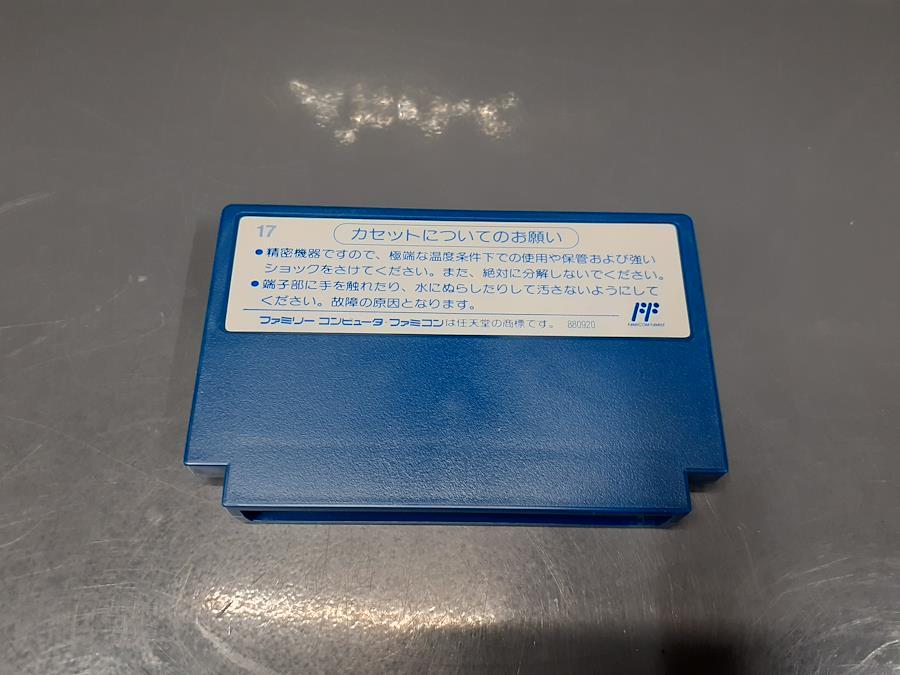 17
カセットについてのお願い
●精密機器ですので、極端な温度条件下での使用や保管および強い
ショックをさけてください。また、絶対に分解しないでください。
●端子部に手を触れたり、水にぬらしたりして汚さないようにして
ください。故障の原因となります。
ファミリーコンピュータ・ファミコンは任天堂の商標です。 880920
FF
FAMICOM FAMILY